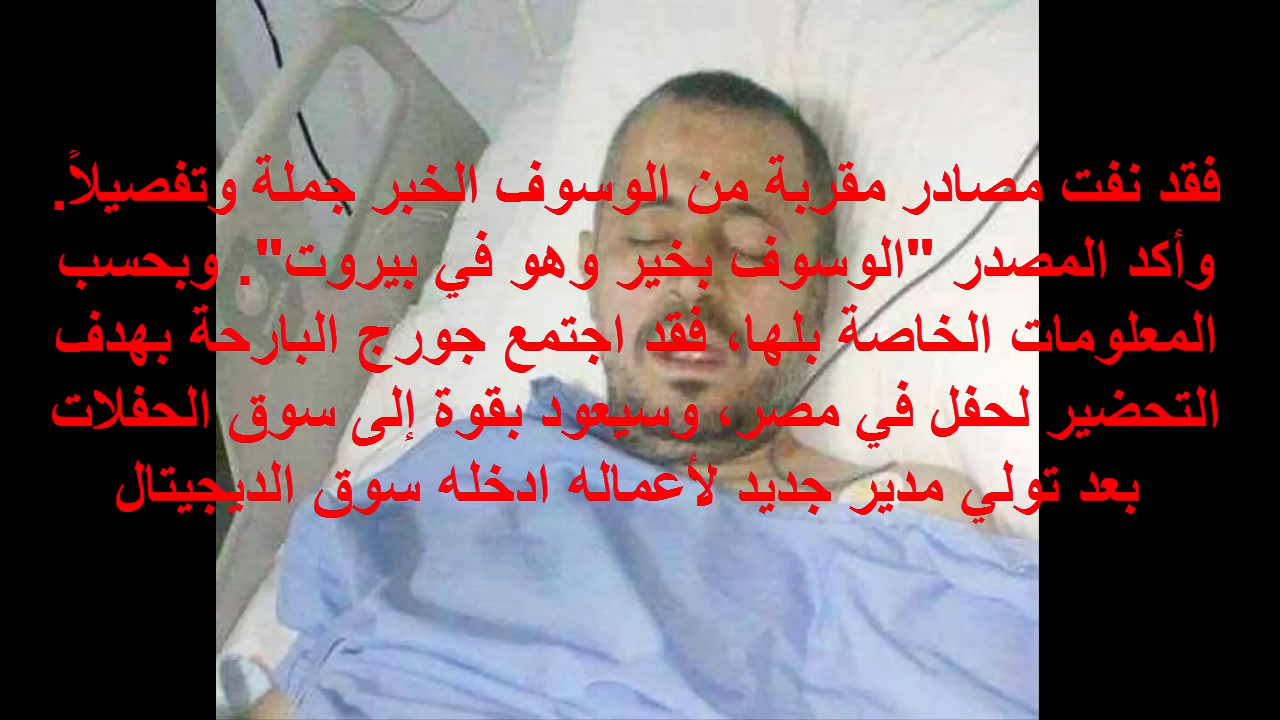 فقد نفت مصادر مقربة من الوسوف الخبر جملة وتفصيلاً.
وأكد المصدر "الوسوف بخير وهو في بيروت". وبحسب
المعلومات الخاصة بلها، فقد اجتمع جورج البارحة بهدف
التحضير لحفل في مصر، وسيعود بقوة إلى سوق الحفلات
بعد تولي مدير جديد لأعماله ادخله سوق الديجيتال